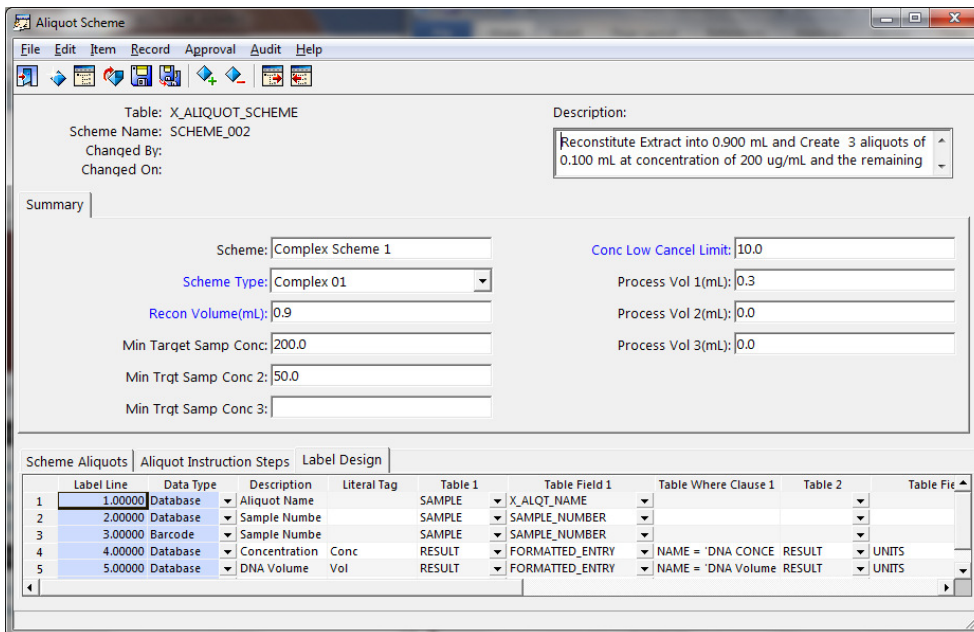 Aliquot Scheme
File Edit Item Record Approval Audit Help
Table: X_ALIQUOT_SCHEME
Scheme Name: SCHEME_002
Changed By:
Changed On:
Description:
Reconstitute Extract into 0.900 mL and Create 3 aliquots of
0.100 mL at concentration of 200 ug/mL and the remaining
Summary
Scheme: Complex Scheme 1
Scheme Type: Complex 01
Recon Volume(mL): 0.9
Min Target Samp Conc: 200.0
Min Trgt Samp Conc 2: 50.0
Min Trgt Samp Conc 3:
Conc Low Cancel Limit: 10.0
Process Vol 1(mL): 0.3
Process Vol 2(mL): 0.0
Process Vol 3(mL): 0.0
Scheme Aliquots Aliquot Instruction Steps Label Design
Label Line Data Type Description Literal Tag Table 1 Table Field 1 Table Where Clause 1 Table 2 Table Fie
1 1.00000 Database Aliquot Name SAMPLE X_ALQT_NAME
2 2.00000 Database Sample Numbe SAMPLE SAMPLE_NUMBER
3 3.00000 Barcode Sample Numbe SAMPLE SAMPLE_NUMBER
4 4.00000 Database Concentration Conc RESULT FORMATTED_ENTRY NAME = 'DNA CONCE RESULT UNITS
5 5.00000 Database DNA Volume Vol RESULT FORMATTED_ENTRY NAME = 'DNA Volume RESULT UNITS